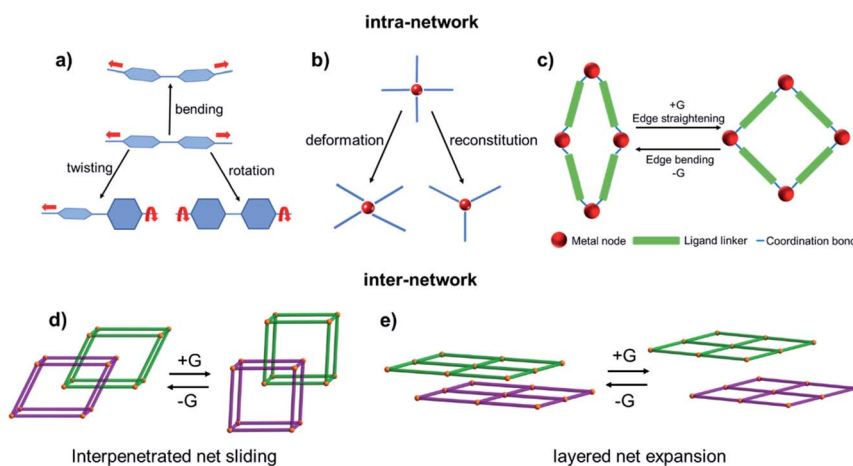 intra-network
a)
bending
twisting
rotation
b)
deformation
reconstitution
c)
+G
Edge straightening
Edge bending
-G
Metal node
Ligand linker
Coordination bond
inter-network
d)
+G
-G
Interpenetrated net sliding
e)
+G
-G
layered net expansion